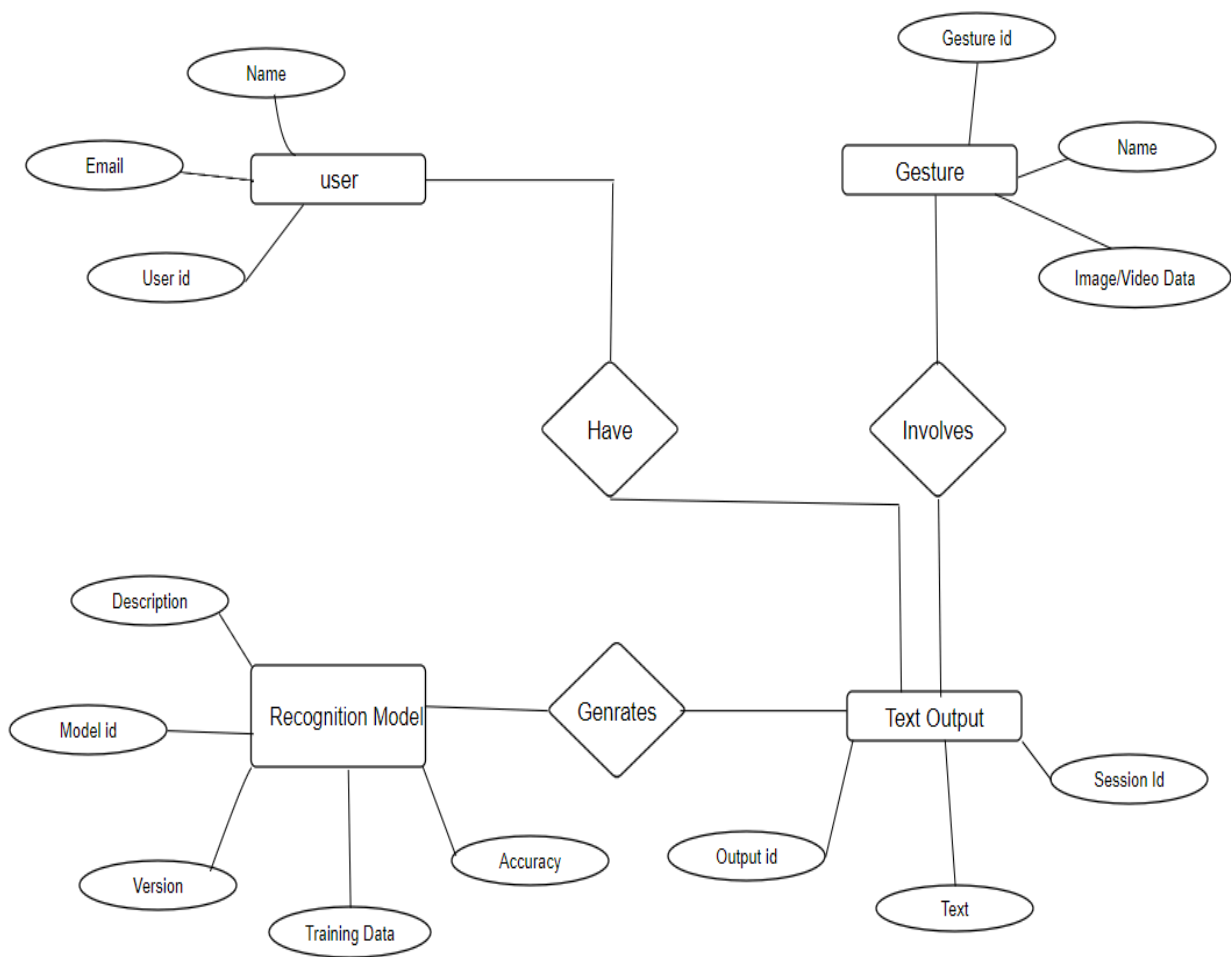 Gesture id
Name
Name
Email
user
Gesture
User id
Image/Video Data
Have
Involves
Description
Recognition Model
Genrates
Text Output
Model id
Session Id
Output id
Accuracy
Version
Text
Training Data